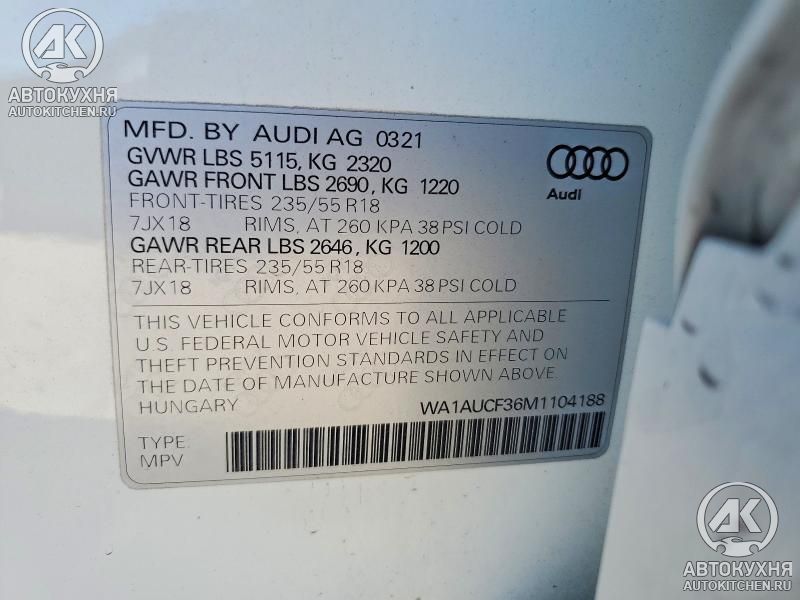 АК
АВТОКУХНЯ
AUTOKITCHEN.RU
MFD. BY AUDI AG 0321
GVWR LBS 5115, KG 2320
GAWR FRONT LBS 2690, KG 1220
FRONT-TIRES 235/55 R18
7JX18 RIMS, AT 260 KPA 38 PSI COLD
GAWR REAR LBS 2646, KG 1200
REAR-TIRES 235/55 R18
7JX18 RIMS, AT 260 KPA 38 PSI COLD
Audi
THIS VEHICLE CONFORMS TO ALL APPLICABLE
U.S. FEDERAL MOTOR VEHICLE SAFETY AND
THEFT PREVENTION STANDARDS IN EFFECT ON
THE DATE OF MANUFACTURE SHOWN ABOVE.
HUNGARY WA1AUCF36M1104188
TYPE:
MPV
АК
АВТОКУХНЯ
AUTOKITCHEN.RU